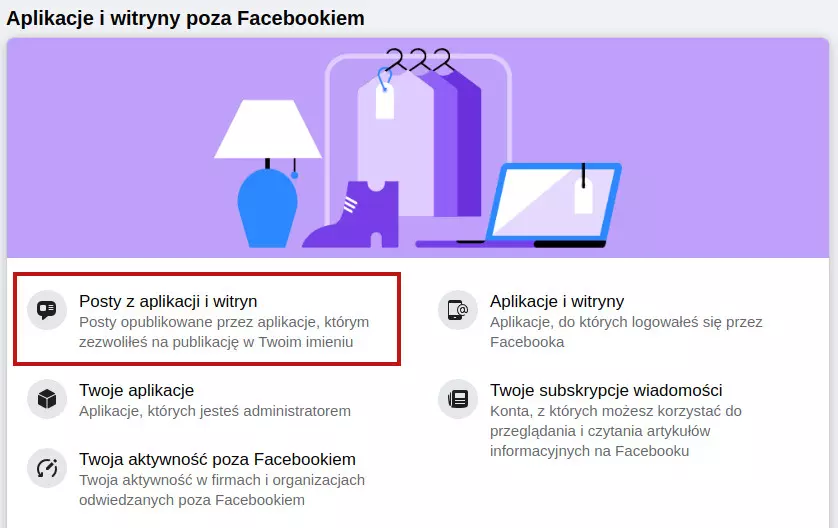 Aplikacje i witryny poza Facebookiem
Posty z aplikacji i witryn
Posty opublikowane przez aplikacje, którym
zezwoliłeś na publikację w Twoim imieniu
Aplikacje i witryny
Aplikacje, do których logowałeś się przez
Facebooka
Twoje aplikacje
Aplikacje, których jesteś administratorem
Twoje subskrypcje wiadomości
Konta, z których możesz korzystać do
przeglądania i czytania artykułów
informacyjnych na Facebooku
Twoja aktywność poza Facebookiem
Twoja aktywność w firmach i organizacjach
odwiedzanych poza Facebookiem